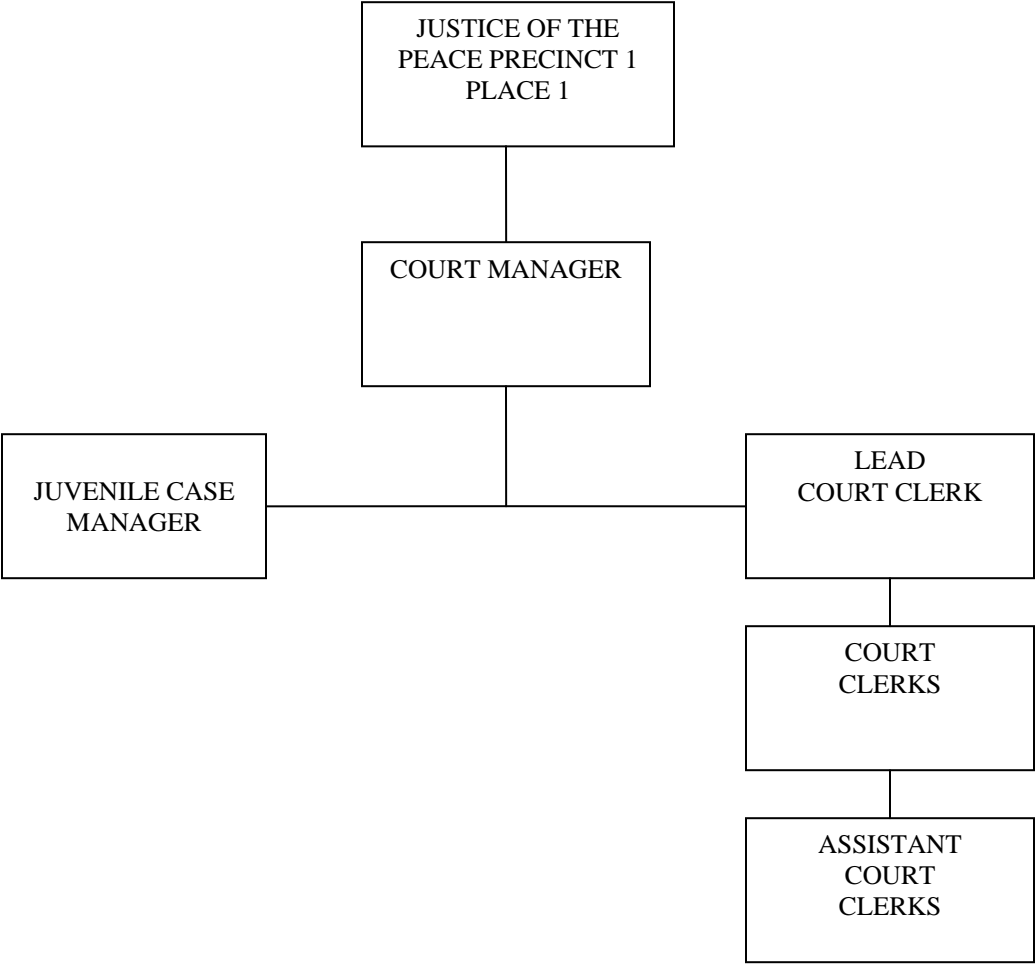 JUSTICE OF THE
PEACE PRECINCT 1
PLACE 1
COURT MANAGER
JUVENILE CASE
MANAGER
LEAD
COURT CLERK
COURT
CLERKS
ASSISTANT
COURT
CLERKS